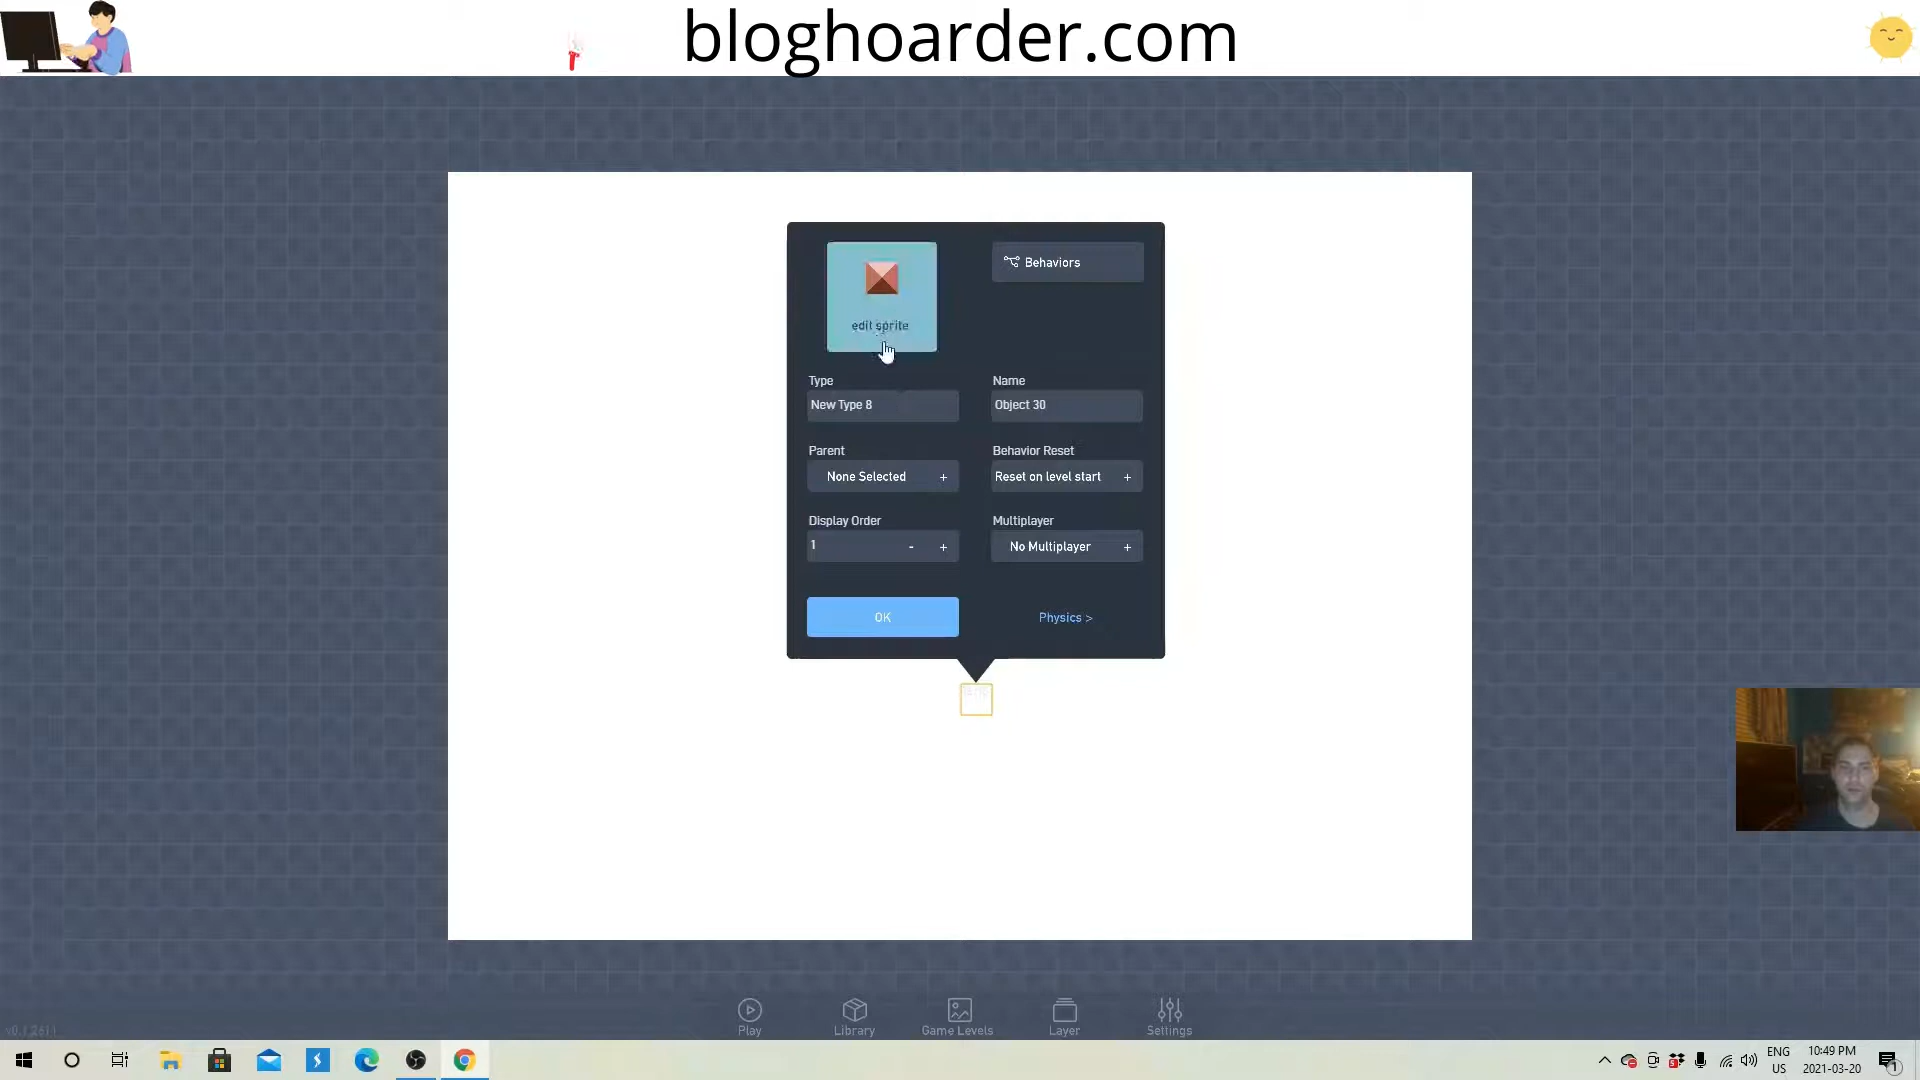 bloghoarder.com
edit sprite
Behaviors
Type
Name
New Type 8
Object 30
Parent
Behavior Reset
None Selected +
Reset on level start +
Display Order
Multiplayer
1 - +
No Multiplayer +
OK
Physics >
Play
Library
Game Levels
Layer
Settings
ENG
US
10:49 PM
2021-03-20